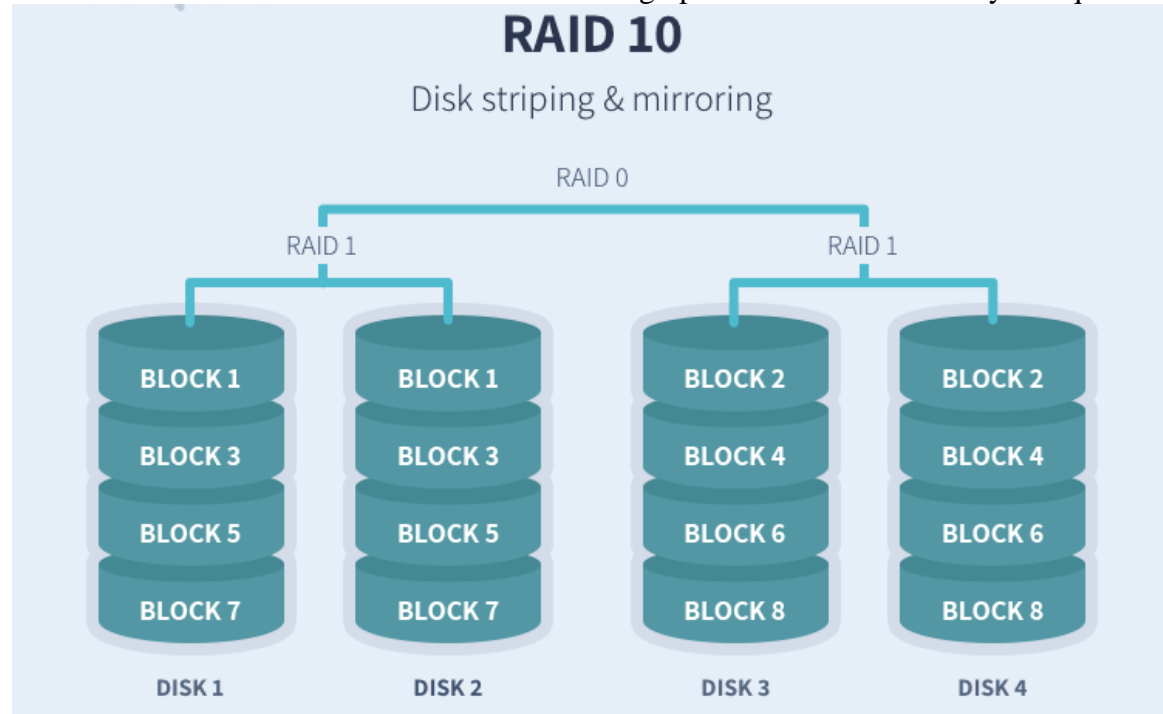 RAID 10
Disk striping & mirroring
RAID 0
RAID 1 RAID 1
BLOCK 1 BLOCK 1 BLOCK 2 BLOCK 2
BLOCK 3 BLOCK 3 BLOCK 4 BLOCK 4
BLOCK 5 BLOCK 5 BLOCK 6 BLOCK 6
BLOCK 7 BLOCK 7 BLOCK 8 BLOCK 8
DISK 1 DISK 2 DISK 3 DISK 4